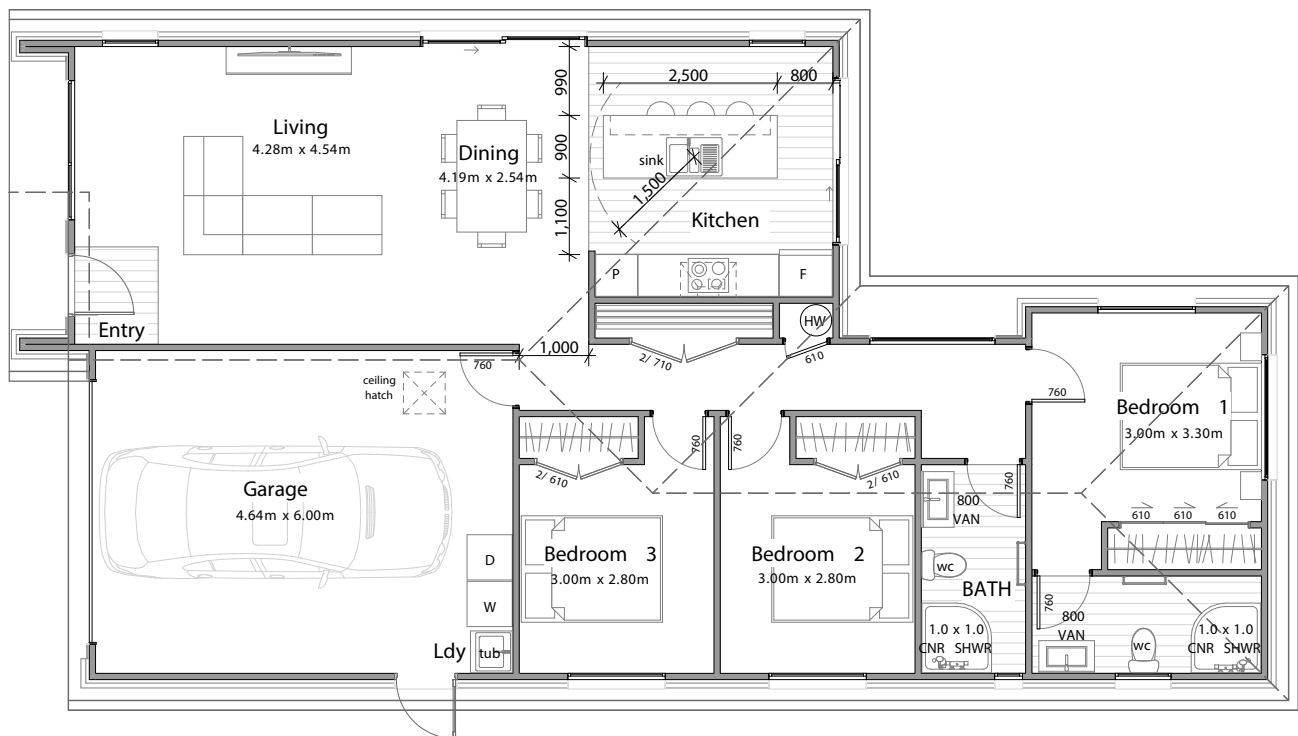 2,500
800
990
900
1,100
Living
4.28m x 4.54m
Dining
4.19m x 2.54m
sink
1,500
Kitchen
P
F
Entry
HW
1,000
2/ 710
610
760
ceiling
hatch
760
Bedroom 1
3.00m x 3.30m
760
760
2/ 610
2/ 610
760
610
610
610
Garage
4.64m x 6.00m
800
VAN
D
Bedroom 3
3.00m x 2.80m
Bedroom 2
3.00m x 2.80m
wc
BATH
W
760
800
VAN
Ldy
tub
1.0 x 1.0
CNR SHWR
wc
1.0 x 1.0
CNR SHWR